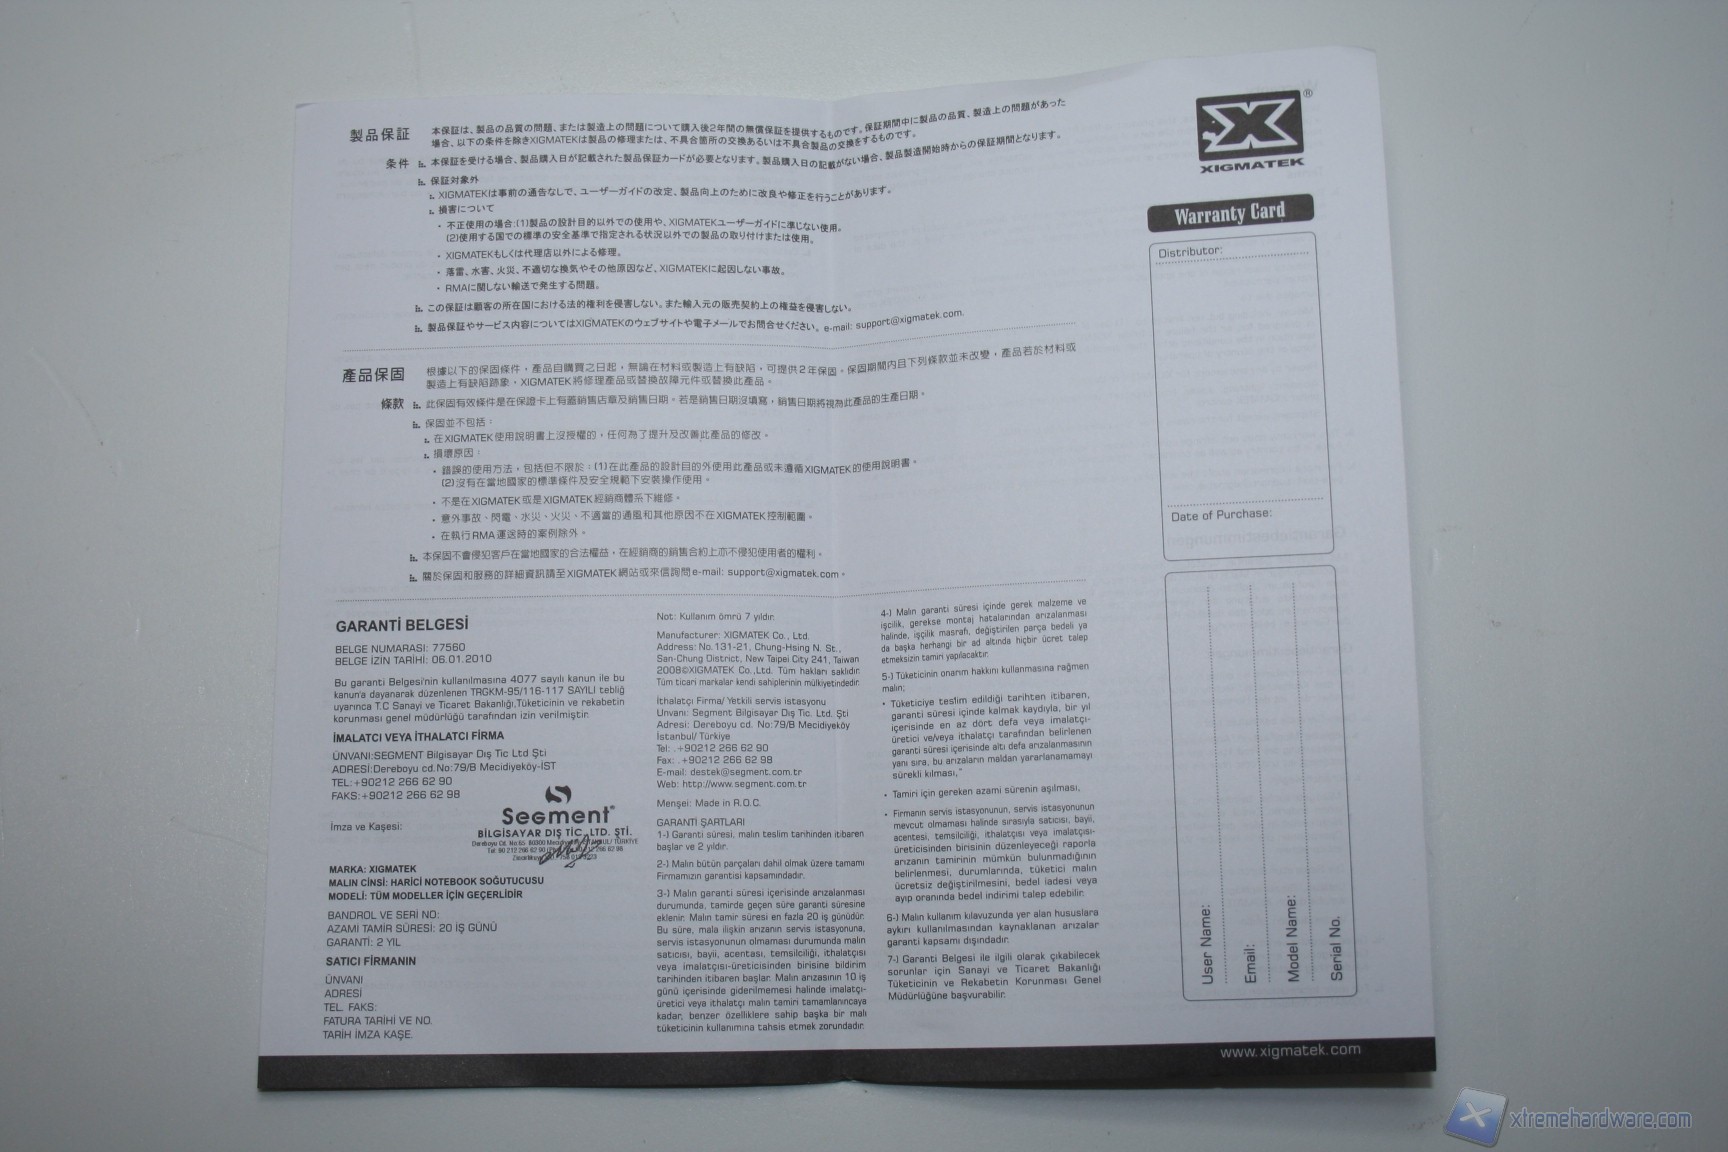 製品保証
本保証は、製品の品質の問題、または製造上の問題について購入後2年間の無償保証を提供するものです。保証期間中に製品の品質、製造上の問題があった
場合、以下の条件を除きXIGMATEKは製品の修理または、不具合箇所の交換あるいは不具合製品の交換をするものです。
条件
本保証を受ける場合、製品購入日が記載された製品保証カードが必要となります。製品購入日の記載がない場合、製品製造開始時からの保証期間となります。
保証対象外
XIGMATEKは事前の通告なしで、ユーザーガイドの改定、製品向上のために改良や修正を行うことがあります。
損害について
・不正使用の場合:(1)製品の設計目的以外での使用や、XIGMATEKユーザーガイドに準じない使用。
(2)使用する国での標準の安全基準で指定される状況以外での製品の取り付けまたは使用。
・XIGMATEKもしくは代理店以外による修理。
・落雷、水害、火災、不適切な換気やその他原因など、XIGMATEKに起因しない事故。
・RMAに関しない輸送で発生する問題。
この保証は顧客の所在国における法的権利を侵害しない。また輸入元の販売契約上の権益を侵害しない。
製品保証やサービス内容についてはXIGMATEKのウェブサイトや電子メールでお問合せください。e-mail: support@xigmatek.com.
產品保固
根據以下的保固條件，產品自購買之日起，無論在材料或製造上有缺陷，可提供2年保固。保固期間內且下列條款並未改變，產品若於材料或
製造上有缺陷跡象，XIGMATEK將修理產品或替換故障元件或替換此產品。
條款
此保固有效條件是在保證卡上有蓋銷售店章及銷售日期。若是銷售日期沒填寫，銷售日期將視為此產品的生產日期。
保固並不包括：
在XIGMATEK使用說明書上沒授權的，任何為了提升及改善此產品的修改。
損壞原因：
・錯誤的使用方法，包括但不限於：(1)在此產品的設計目的外使用此產品或未遵循XIGMATEK的使用說明書。
(2)沒有在當地國家的標準條件及安全規範下安裝操作使用。
・不是在XIGMATEK或是XIGMATEK經銷商體系下維修。
・意外事故、閃電、水災、火災、不適當的通風和其他原因不在XIGMATEK控制範圍。
・在執行RMA運送時的案例除外。
本保固不會侵犯客戶在當地國家的合法權益，在經銷商的銷售合約上亦不侵犯使用者的權利。
關於保固和服務的詳細資訊請至XIGMATEK網站或來信詢問e-mail: support@xigmatek.com。
GARANTİ BELGESİ
BELGE NUMARASI: 77560
BELGE İZİN TARİHİ: 06.01.2010
Bu garanti Belgesi'nin kullanılmasına 4077 sayılı kanun ile bu
kanun'a dayanarak düzenlenen TRGKM-95/116-117 SAYILI tebliğ
uyarınca T.C Sanayi ve Ticaret Bakanlığı,Tüketicinin ve rekabetin
korunması genel müdürlüğü tarafından izin verilmiştir.
İMALATCI VEYA İTHALATCI FİRMA
ÜNVANI:SEGMENT Bilgisayar Dış Tic Ltd Şti
ADRESİ:Dereboyu cd.No:79/B Mecidiyeköy-İST
TEL:+90212 266 62 90
FAKS:+90212 266 62 98
İmza ve Kaşesi:
Segment
BİLGİSAYAR DIŞ TİC. LTD. ŞTİ.
MARKA: XIGMATEK
MALIN CİNSİ: HARİCİ NOTEBOOK SOĞUTUCUSU
MODELİ: TÜM MODELLER İÇİN GEÇERLİDİR
BANDROL VE SERİ NO:
AZAMI TAMİR SÜRESİ: 20 İŞ GÜNÜ
GARANTİ: 2 YIL
SATICI FİRMANIN
ÜNVANI
ADRESİ
TEL. FAKS:
FATURA TARİHİ VE NO.
TARİH İMZA KAŞE.
Not: Kullanım ömrü 7 yıldır.
Manufacturer: XIGMATEK Co., Ltd.
Address: No.131-21, Chung-Hsing N. St.,
San-Chung District, New Taipei City 241, Taiwan
2008©XIGMATEK Co.,Ltd. Tüm hakları saklıdır.
Tüm ticari markalar kendi sahiplerinin mülkiyetindedir.
İthalatçı Firma/ Yetkili servis istasyonu
Unvanı: Segment Bilgisayar Dış Tic. Ltd. Şti
Adresi: Dereboyu cd. No:79/B Mecidiyeköy
İstanbul/ Türkiye
Tel: .+90212 266 62 90
Fax: .+90212 266 62 98
E-mail: destek@segment.com.tr
Web: http://www.segment.com.tr
Menşei: Made in R.O.C.
GARANTİ ŞARTLARI
1-) Garanti süresi, malın teslim tarihinden itibaren
başlar ve 2 yıldır.
2-) Malın bütün parçaları dahil olmak üzere tamamı
Firmamızın garantisi kapsamındadır.
3-) Malın garanti süresi içerisinde arızalanması
durumunda, tamirde geçen süre garanti süresine
eklenir. Malın tamir süresi en fazla 20 iş günüdür.
Bu süre, mala ilişkin arızanın servis istasyonuna,
servis istasyonunun olmaması durumunda malın
satıcısı, bayii, acentası, temsilciliği, ithalatçısı
veya imalatçısı-üreticisinden birisine bildirim
tarihinden itibaren başlar. Malın arızasının 10 iş
günü içerisinde giderilmemesi halinde imalatçı-
üretici veya ithalatçı malın tamiri tamamlanıncaya
kadar, benzer özelliklere sahip başka bir malı
tüketicinin kullanımına tahsis etmek zorundadır.
4-) Malın garanti süresi içinde gerek malzeme ve
işcilik, gerekse montaj hatalarından arızalanması
halinde, işçilik masrafı, değiştirilen parça bedeli ya
da başka herhangi bir ad altında hiçbir ücret talep
etmeksizin tamiri yapılacaktır.
5-) Tüketicinin onarım hakkını kullanmasına rağmen
malın;
• Tüketiciye teslim edildiği tarihten itibaren,
garanti süresi içinde kalmak kaydıyla, bir yıl
içerisinde en az dört defa veya imalatçı-
üretici ve/veya ithalatçı tarafından belirlenen
garanti süresi içerisinde altı defa arızalanmasının
yanı sıra, bu arızaların maldan yararlanamamayı
sürekli kılması,"
• Tamiri için gereken azami sürenin aşılması,
• Firmanın servis istasyonunun, servis istasyonunun
mevcut olmaması halinde sırasıyla satıcısı, bayii,
acentesi, temsilciliği, ithalatçısı veya imalatçısı-
üreticisinden birisinin düzenleyeceği raporla
arızanın tamirinin mümkün bulunmadığının
belirlenmesi, durumlarında, tüketici malın
ücretsiz değiştirilmesini, bedel iadesi veya
ayıp oranında bedel indirimi talep edebilir.
6-) Malın kullanım kılavuzunda yer alan hususlara
aykırı kullanılmasından kaynaklanan arızalar
garanti kapsamı dışındadır.
7-) Garanti Belgesi ile ilgili olarak çıkabilecek
sorunlar için Sanayi ve Ticaret Bakanlığı
Tüketicinin ve Rekabetin Korunması Genel
Müdürlüğüne başvurabilir.
XIGMATEK
Warranty Card
Distributor:
Date of Purchase:
User Name:
Email:
Model Name:
Serial No.
www.xigmatek.com
xtremehardware.com